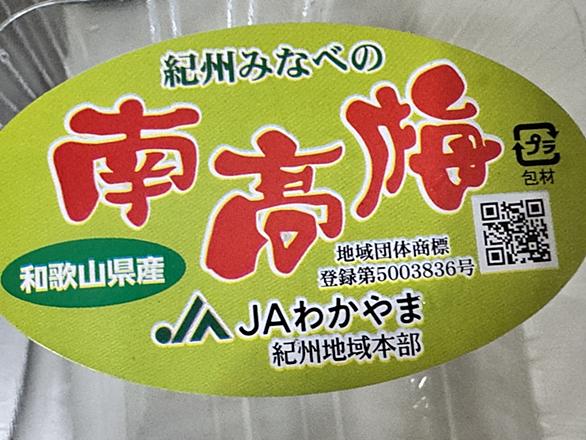 紀州みなべの
南高梅
プラ
包材
和歌山県産
地域団体商標
登録第5003836号
JAわかやま
紀州地域本部